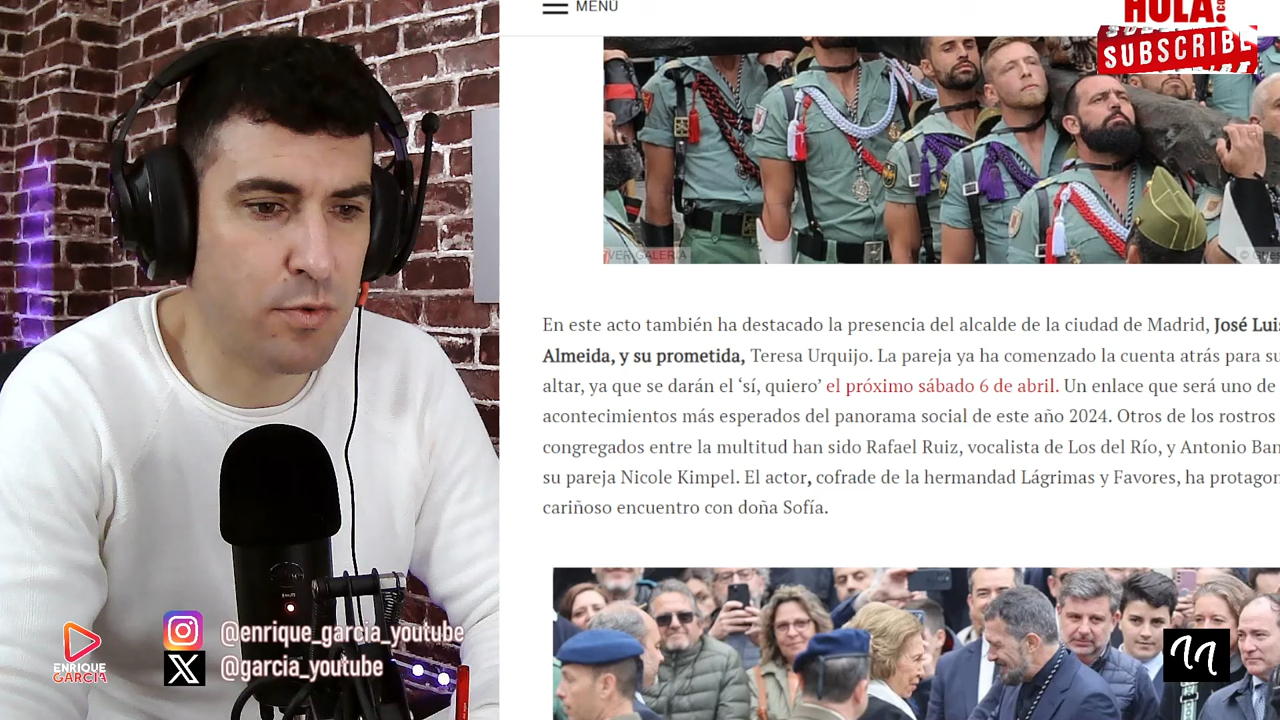 MENÚ
HOLA!
SUBSCRIBE
VER GALERÍA
En este acto también ha destacado la presencia del alcalde de la ciudad de Madrid, José Luis
Almeida, y su prometida, Teresa Urquijo. La pareja ya ha comenzado la cuenta atrás para su
altar, ya que se darán el ‘sí, quiero’ el próximo sábado 6 de abril. Un enlace que será uno de
acontecimientos más esperados del panorama social de este año 2024. Otros de los rostros
congregados entre la multitud han sido Rafael Ruiz, vocalista de Los del Río, y Antonio Ban
su pareja Nicole Kimpel. El actor, cofrade de la hermandad Lágrimas y Favores, ha protagon
cariñoso encuentro con doña Sofía.
ENRIQUE
GARCIA
@enrique_garcia_youtube
@garcia_youtube